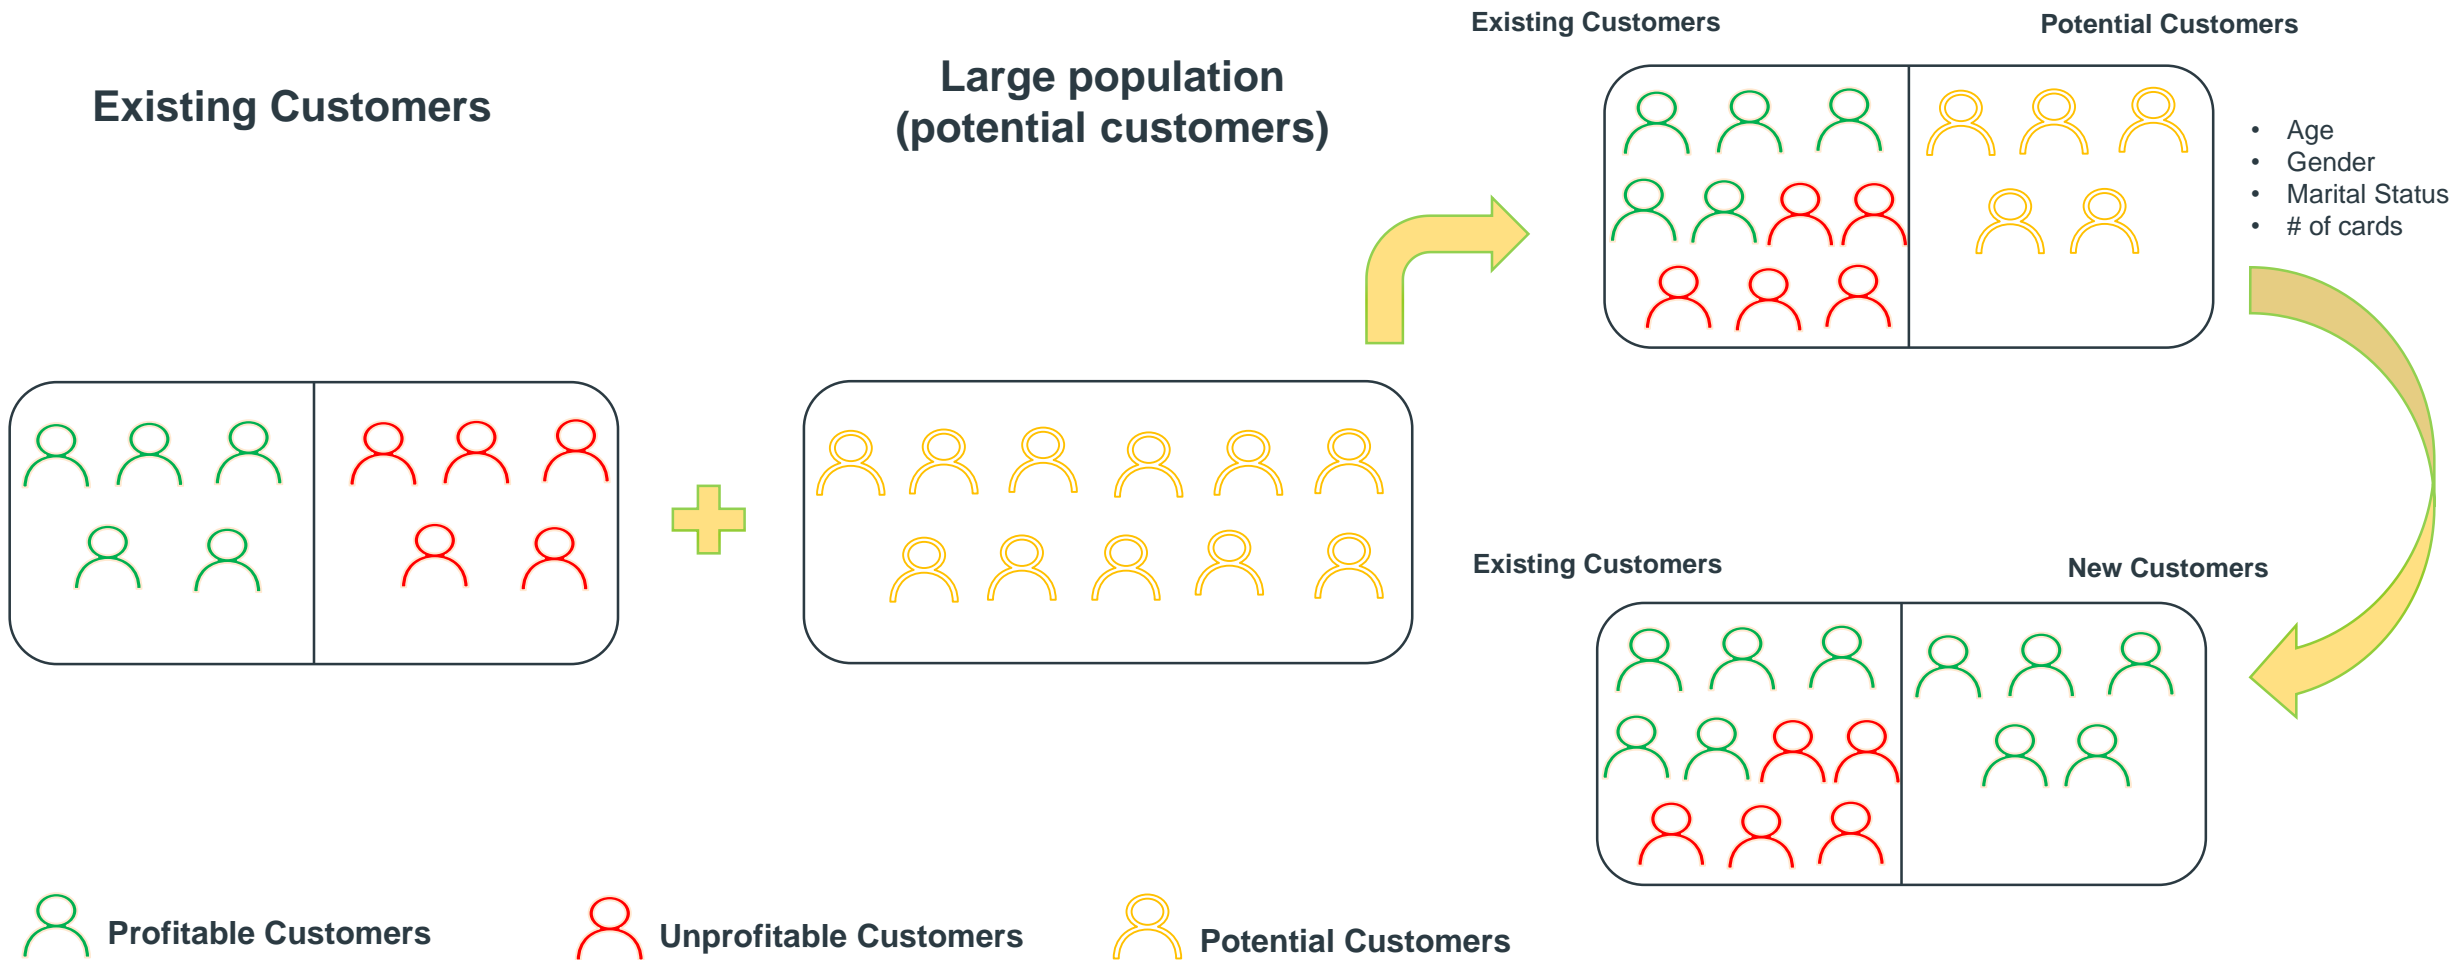 Existing Customers
Large population
(potential customers)
Existing Customers
Potential Customers
• Age
• Gender
• Marital Status
• # of cards
Existing Customers
New Customers
Profitable Customers
Unprofitable Customers
Potential Customers